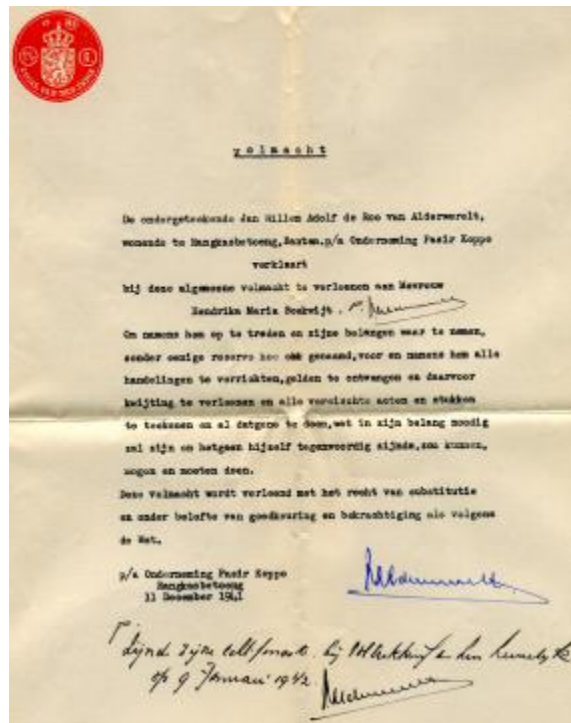 volmacht
De ondergeteekende Jan Willem Adolf de Roo van Alderwerelt,
wonende te Rangkasbetoeng, Bantam.p/a Onderneming Pasir Koppo
verklaart
bij deze algemeene volmacht te verleenen aan Mevrouw
Hendrika Maria Boekwijt.
Om namens hem op te treden en zijne belangen waar te nemen,
zonder eenige reserve hoe ook genaamd,voor en namens hem alle
handelingen te verrichten,gelden te ontvangen en daarvoor
kwijting te verleenen en alle vereischte acten en stukken
te teekenen en al datgene te doen,wat in zijn belang noodig
zal zijn en hetgeen hijzelf tegenwoordig zijnde,zou kunnen,
mogen en moeten doen.
Deze volmacht wordt verleend met het recht van substitutie
en onder belofte van goedkeuring en bekrachtiging als volgens
de Wet.
p/a Onderneming Pasir Koppo
Rangkasbetoeng
11 December 1941
zijnde zijne
op 9 Januari 1942